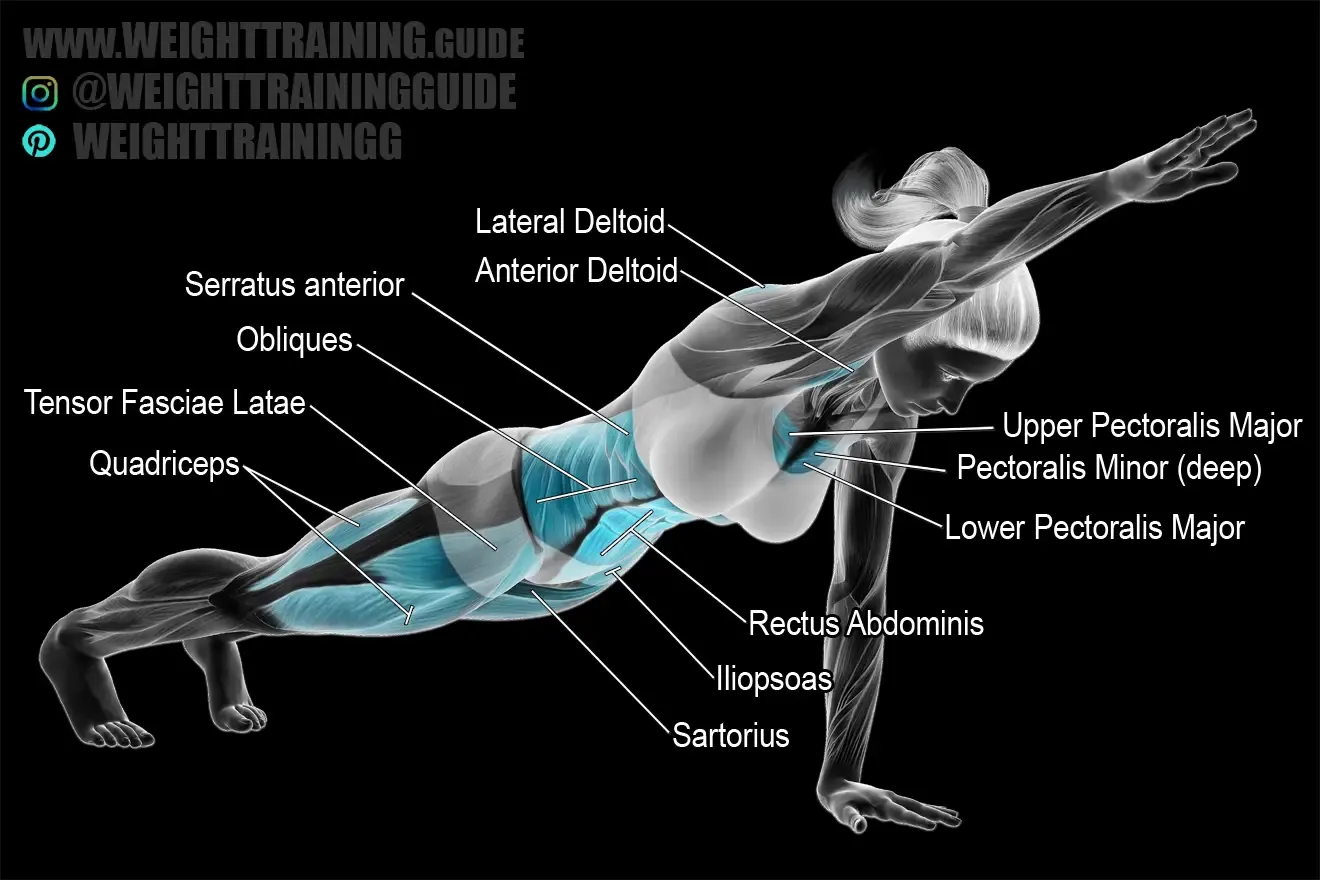 www.WEIGHTTRAINING.GUIDE
@WEIGHTTRAININGGUIDE
WEIGHTTRAININGG
Lateral Deltoid
Anterior Deltoid
Serratus anterior
Obliques
Tensor Fasciae Latae
Quadriceps
Upper Pectoralis Major
Pectoralis Minor (deep)
Lower Pectoralis Major
Rectus Abdominis
Iliopsoas
Sartorius